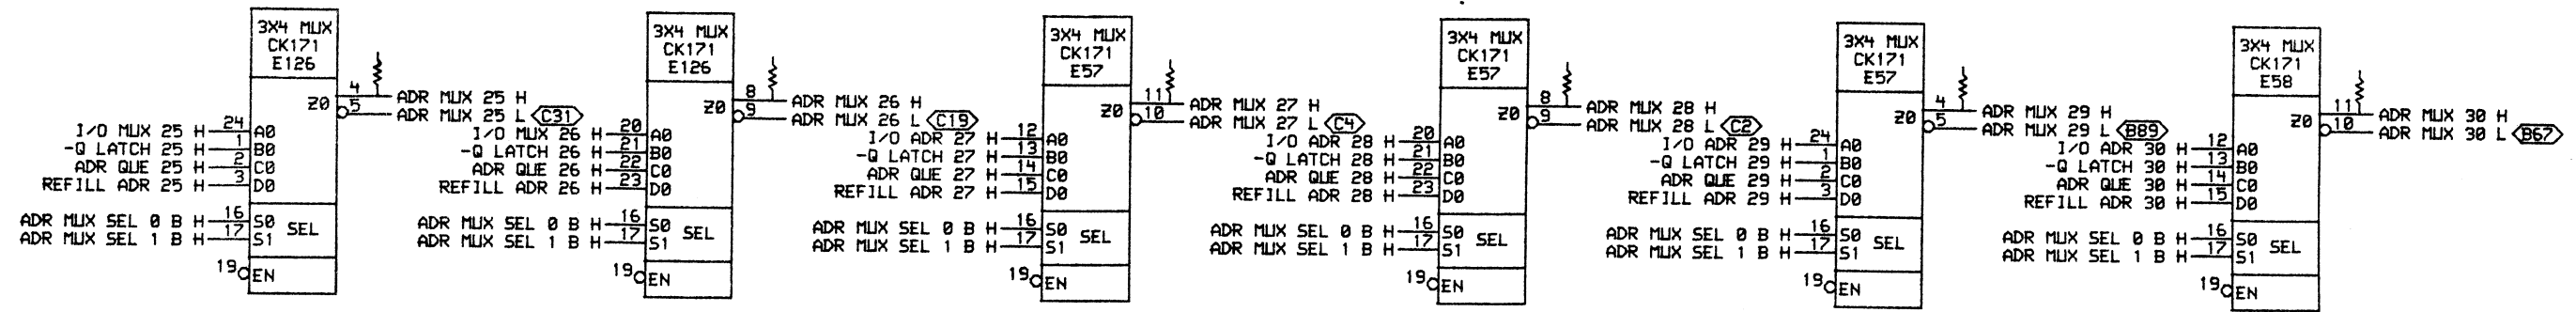 3X4 MUX
CK171
E126
4
5
Z0
ADR MUX 25 H
ADR MUX 25 L C31
I/O MUX 25 H 24 A0
-Q LATCH 25 H 1 B0
ADR QUE 25 H 2 C0
REFILL ADR 25 H 3 D0
ADR MUX SEL 0 B H 16 S0
ADR MUX SEL 1 B H 17 S1
SEL
19 EN
3X4 MUX
CK171
E126
8
9
Z0
ADR MUX 26 H
ADR MUX 26 L C19
I/O MUX 26 H 20 A0
-Q LATCH 26 H 21 B0
ADR QUE 26 H 22 C0
REFILL ADR 26 H 23 D0
ADR MUX SEL 0 B H 16 S0
ADR MUX SEL 1 B H 17 S1
SEL
19 EN
3X4 MUX
CK171
E57
11
10
Z0
ADR MUX 27 H
ADR MUX 27 L C4
I/O ADR 27 H 12 A0
-Q LATCH 27 H 13 B0
ADR QUE 27 H 14 C0
REFILL ADR 27 H 15 D0
ADR MUX SEL 0 B H 16 S0
ADR MUX SEL 1 B H 17 S1
SEL
19 EN
3X4 MUX
CK171
E57
8
9
Z0
ADR MUX 28 H
ADR MUX 28 L C2
I/O ADR 28 H 20 A0
-Q LATCH 28 H 21 B0
ADR QUE 28 H 22 C0
REFILL ADR 28 H 23 D0
ADR MUX SEL 0 B H 16 S0
ADR MUX SEL 1 B H 17 S1
SEL
19 EN
3X4 MUX
CK171
E57
4
5
Z0
ADR MUX 29 H
ADR MUX 29 L B89
I/O ADR 29 H 24 A0
-Q LATCH 29 H 1 B0
ADR QUE 29 H 2 C0
REFILL ADR 29 H 3 D0
ADR MUX SEL 0 B H 16 S0
ADR MUX SEL 1 B H 17 S1
SEL
19 EN
3X4 MUX
CK171
E58
11
10
Z0
ADR MUX 30 H
ADR MUX 30 L B67
I/O ADR 30 H 12 A0
-Q LATCH 30 H 13 B0
ADR QUE 30 H 14 C0
REFILL ADR 30 H 15 D0
ADR MUX SEL 0 B H 16 S0
ADR MUX SEL 1 B H 17 S1
SEL
19 EN